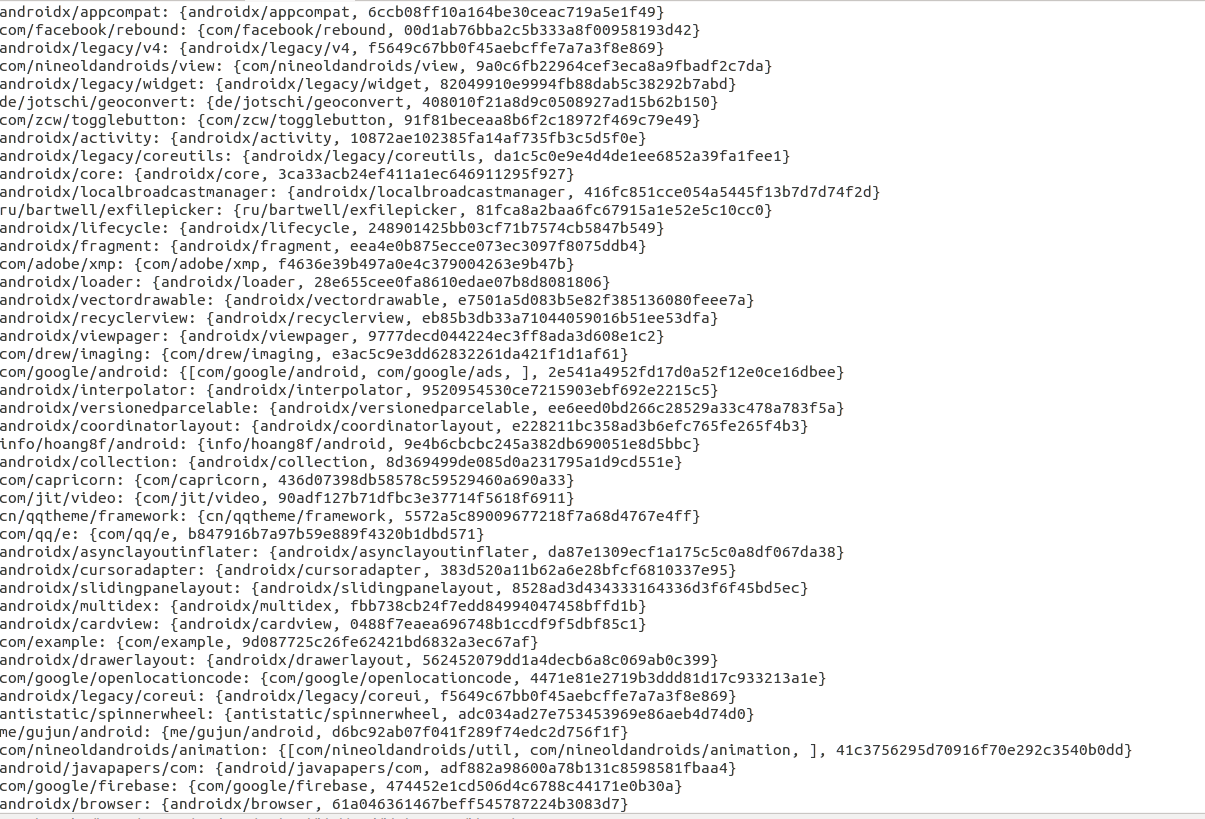 androidx/appcompat: {androidx/appcompat, 6ccb08ff10a164be30ceac719a5e1f49}
com/facebook/rebound: {com/facebook/rebound, 00d1ab76bba2c5b333a8f00958193d42}
androidx/legacy/v4: {androidx/legacy/v4, f5649c67bb0f45aebcffe7a7a3f8e869}
com/nineoldandroids/view: {com/nineoldandroids/view, 9a0c6fb22964cef3eca8a9fbadf2c7da}
androidx/legacy/widget: {androidx/legacy/widget, 82049910e9994fb88dab5c38292b7abd}
de/jotschi/geoconvert: {de/jotschi/geoconvert, 408010f21a8d9c0508927ad15b62b150}
com/zcw/togglebutton: {com/zcw/togglebutton, 91f81beceaa8b6f2c18972f469c79e49}
androidx/activity: {androidx/activity, 10872ae102385fa14af735fb3c5d5f0e}
androidx/legacy/coreutils: {androidx/legacy/coreutils, da1c5c0e9e4d4de1ee6852a39fa1fee1}
androidx/core: {androidx/core, 3ca33acb24ef411a1ec646911295f927}
androidx/localbroadcastmanager: {androidx/localbroadcastmanager, 416fc851cce054a5445f13b7d7d74f2d}
ru/bartwell/exfilepicker: {ru/bartwell/exfilepicker, 81fca8a2baa6fc67915a1e52e5c10cc0}
androidx/lifecycle: {androidx/lifecycle, 248901425bb03cf71b7574cb5847b549}
androidx/fragment: {androidx/fragment, eea4e0b875ecce073ec3097f8075ddb4}
com/adobe/xmp: {com/adobe/xmp, f4636e39b497a0e4c379004263e9b47b}
androidx/loader: {androidx/loader, 28e655cee0fa8610edae07b8d8081806}
androidx/vectordrawable: {androidx/vectordrawable, e7501a5d083b5e82f385136080feee7a}
androidx/recyclerview: {androidx/recyclerview, eb85b3db33a71044059016b51ee53dfa}
androidx/viewpager: {androidx/viewpager, 9777decd044224ec3ff8ada3d608e1c2}
com/drew/imaging: {com/drew/imaging, e3ac5c9e3dd62832261da421f1d1af61}
com/google/android: {[com/google/android, com/google/ads, ], 2e541a4952fd17d0a52f12e0ce16dbee}
androidx/interpolator: {androidx/interpolator, 9520954530ce7215903ebf692e2215c5}
androidx/versionedparcelable: {androidx/versionedparcelable, ee6eed0bd266c28529a33c478a783f5a}
androidx/coordinatorlayout: {androidx/coordinatorlayout, e228211bc358ad3b6efc765fe265f4b3}
info/hoang8f/android: {info/hoang8f/android, 9e4b6cbcbc245a382db690051e8d5bbc}
androidx/collection: {androidx/collection, 8d369499de085d0a231795a1d9cd551e}
com/capricorn: {com/capricorn, 436d07398db58578c59529460a690a33}
com/jit/video: {com/jit/video, 90adf127b71dfbc3e37714f5618f6911}
cn/qqtheme/framework: {cn/qqtheme/framework, 5572a5c89009677218f7a68d4767e4ff}
com/qq/e: {com/qq/e, b847916b7a97b59e889f4320b1dbd571}
androidx/asynclayoutinflater: {androidx/asynclayoutinflater, da87e1309ecf1a175c5c0a8df067da38}
androidx/cursoradapter: {androidx/cursoradapter, 383d520a11b62a6e28bfcf6810337e95}
androidx/slidingpanelayout: {androidx/slidingpanelayout, 8528ad3d434333164336d3f6f45bd5ec}
androidx/multidex: {androidx/multidex, fbb738cb24f7edd84994047458bffd1b}
androidx/cardview: {androidx/cardview, 0488f7eaea696748b1ccdf9f5dbf85c1}
com/example: {com/example, 9d087725c26fe62421bd6832a3ec67af}
androidx/drawerlayout: {androidx/drawerlayout, 562452079dd1a4decb6a8c069ab0c399}
com/google/openlocationcode: {com/google/openlocationcode, 4471e81e2719b3ddd81d17c933213a1e}
androidx/legacy/coreui: {androidx/legacy/coreui, f5649c67bb0f45aebcffe7a7a3f8e869}
antistatic/spinnerwheel: {antistatic/spinnerwheel, adc034ad27e753453969e86aeb4d74d0}
me/gujun/android: {me/gujun/android, d6bc92ab07f041f289f74edc2d756f1f}
com/nineoldandroids/animation: {[com/nineoldandroids/util, com/nineoldandroids/animation, ], 41c3756295d70916f70e292c3540b0dd}
android/javapapers/com: {android/javapapers/com, adf882a98600a78b131c8598581fbaa4}
com/google/firebase: {com/google/firebase, 474452e1cd506d4c6788c44171e0b30a}
androidx/browser: {androidx/browser, 61a046361467beff545787224b3083d7}